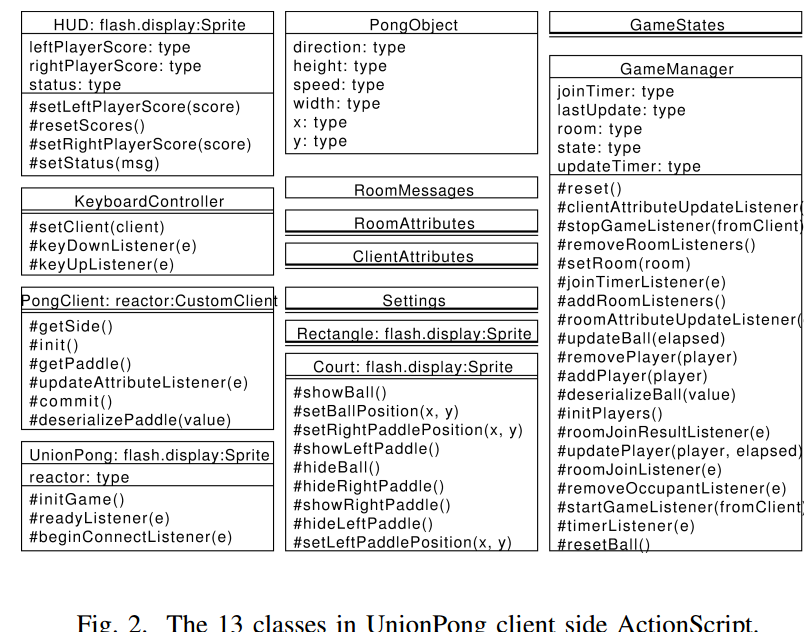 HUD: flash.display:Sprite
leftPlayerScore: type
rightPlayerScore: type
status: type
#setLeftPlayerScore(score)
#resetScores()
#setRightPlayerScore(score)
#setStatus(msg)
KeyboardController
#setClient(client)
#keyDownListener(e)
#keyUpListener(e)
PongClient: reactor:CustomClient
#getSide()
#init()
#getPaddle()
#updateAttributeListener(e)
#commit()
#deserializePaddle(value)
UnionPong: flash.display:Sprite
reactor: type
#initGame()
#readyListener(e)
#beginConnectListener(e)
PongObject
direction: type
height: type
speed: type
width: type
x: type
y: type
RoomMessages
RoomAttributes
ClientAttributes
Settings
Rectangle: flash.display:Sprite
Court: flash.display:Sprite
#showBall()
#setBallPosition(x, y)
#setRightPaddlePosition(x, y)
#showLeftPaddle()
#hideBall()
#hideRightPaddle()
#showRightPaddle()
#hideLeftPaddle()
#setLeftPaddlePosition(x, y)
GameStates
GameManager
joinTimer: type
lastUpdate: type
room: type
state: type
updateTimer: type
#reset()
#clientAttributeUpdateListener(
#stopGameListener(fromClient)
#removeRoomListeners()
#setRoom(room)
#joinTimerListener(e)
#addRoomListeners()
#roomAttributeUpdateListener(
#updateBall(elapsed)
#removePlayer(player)
#addPlayer(player)
#deserializeBall(value)
#initPlayers()
#roomJoinResultListener(e)
#updatePlayer(player, elapsed)
#roomJoinListener(e)
#removeOccupantListener(e)
#startGameListener(fromClient)
#timerListener(e)
#resetBall()
Fig. 2. The 13 classes in UnionPong client side ActionScript.